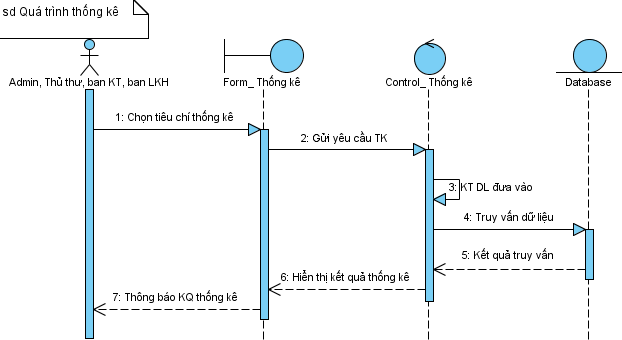 sd Quá trình thống kê
Admin, Thủ thư, ban KT, ban LKH
Form_ Thống kê
Control_ Thống kê
Database
1: Chọn tiêu chí thống kê
2: Gửi yêu cầu TK
3: KT DL đưa vào
4: Truy vấn dữ liệu
5: Kết quả truy vấn
6: Hiển thị kết quả thống kê
7: Thông báo KQ thống kê